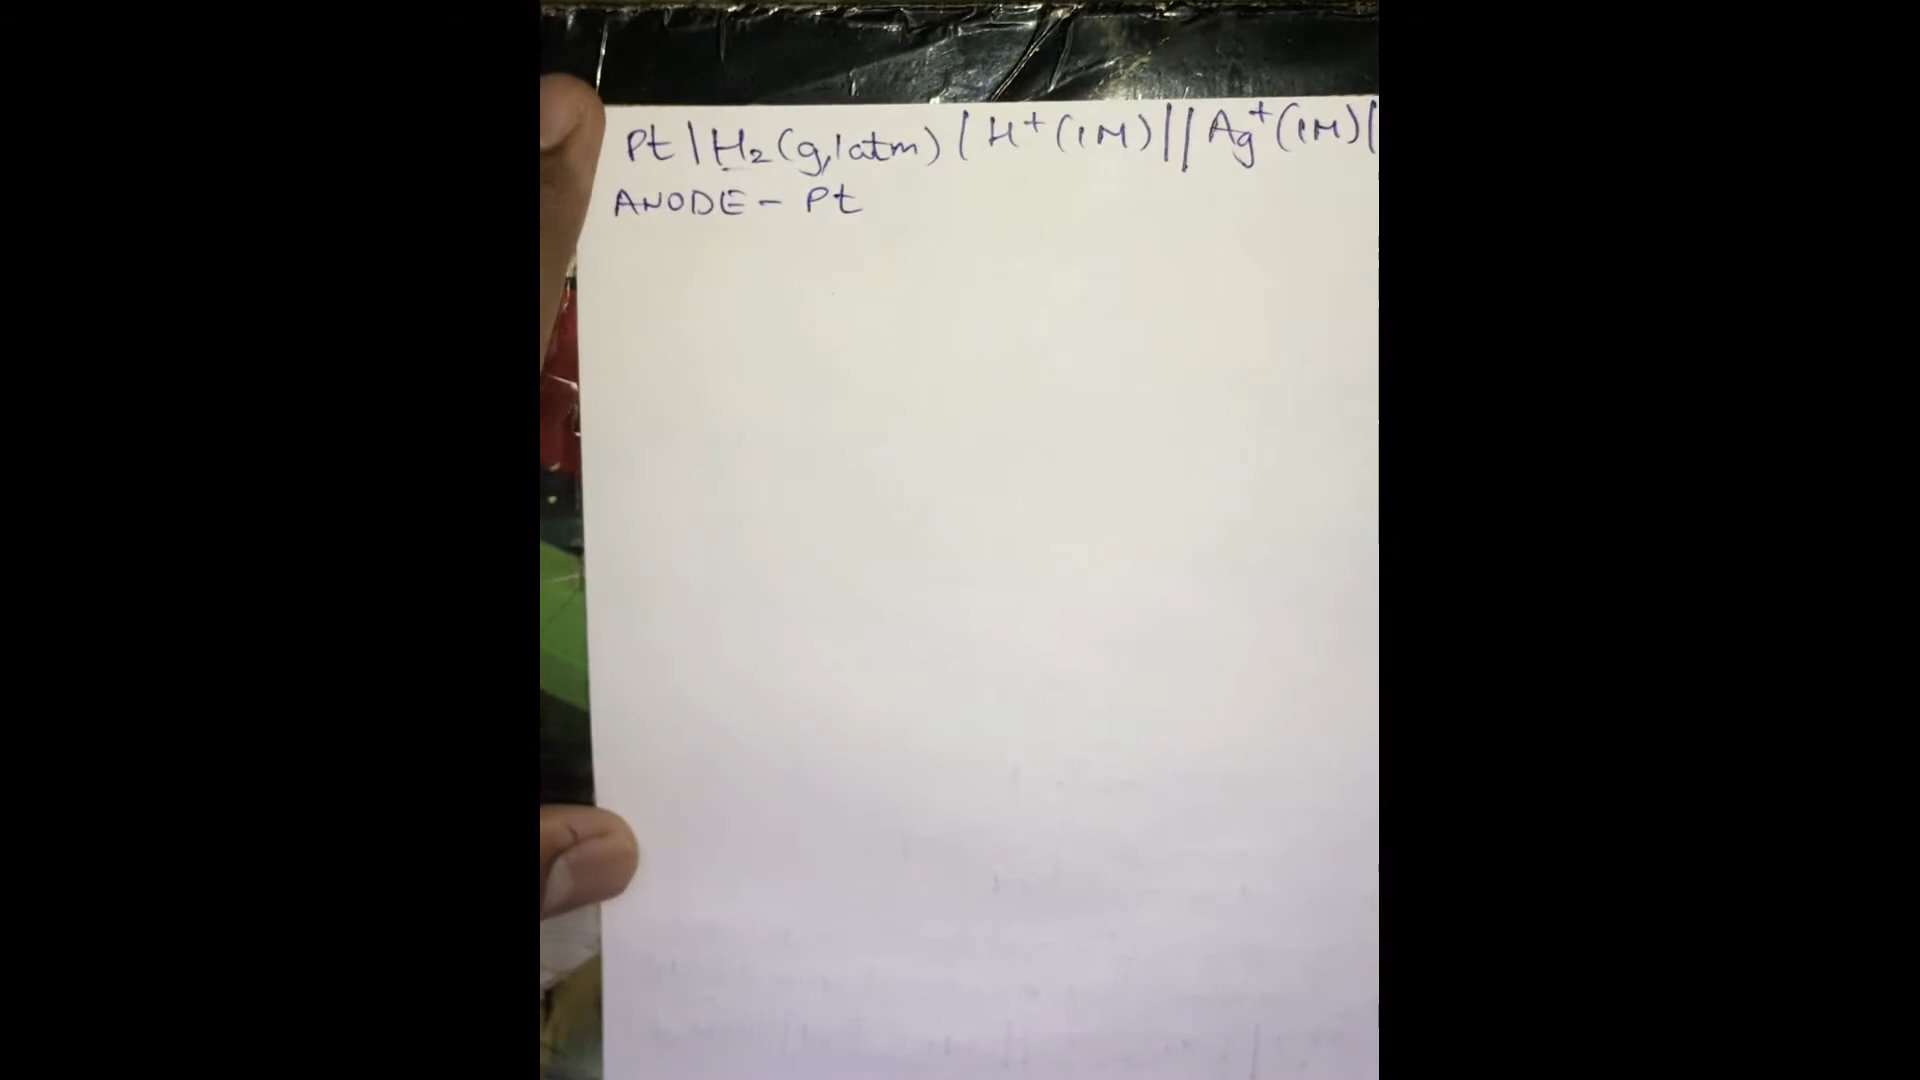 Pt | H₂(g,1atm) | H⁺(1M) || Ag⁺(1M) |
ANODE - Pt